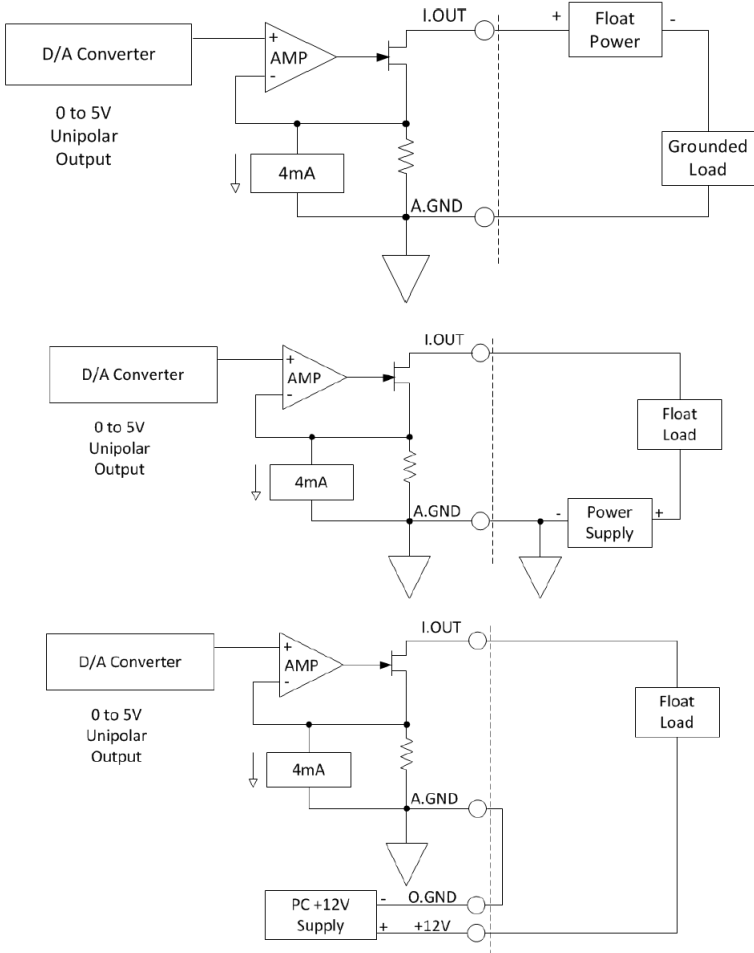 D/A Converter
0 to 5V
Unipolar
Output
+
-
AMP
4mA
I.OUT
A.GND
+
Float
Power
-
Grounded
Load
D/A Converter
0 to 5V
Unipolar
Output
+
-
AMP
4mA
I.OUT
A.GND
Float
Load
-
Power
Supply
+
D/A Converter
0 to 5V
Unipolar
Output
+
-
AMP
4mA
I.OUT
A.GND
Float
Load
PC +12V
Supply
- O.GND
+ +12V